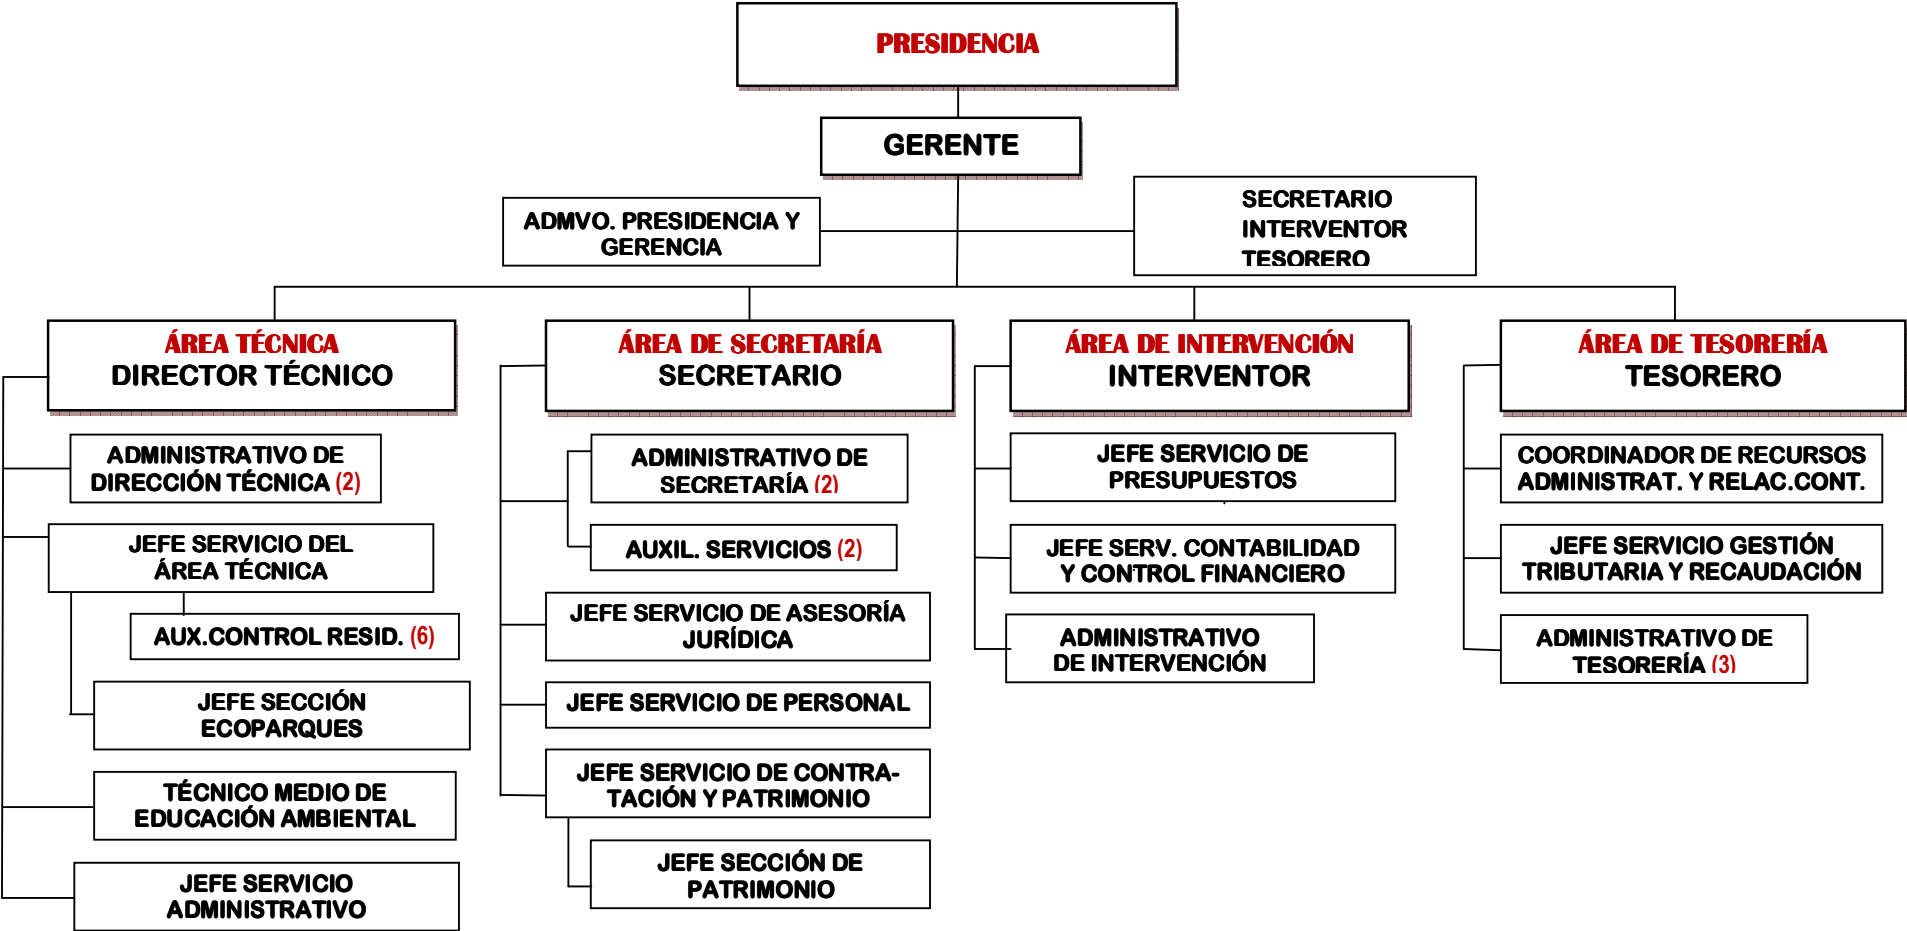 PRESIDENCIA
GERENTE
ADMVO. PRESIDENCIA Y
GERENCIA
SECRETARIO
INTERVENTOR
TESORERO
ÁREA TÉCNICA
DIRECTOR TÉCNICO
ADMINISTRATIVO DE
DIRECCIÓN TÉCNICA (2)
JEFE SERVICIO DEL
ÁREA TÉCNICA
AUX.CONTROL RESID. (6)
JEFE SECCIÓN
ECOPARQUES
TÉCNICO MEDIO DE
EDUCACIÓN AMBIENTAL
JEFE SERVICIO
ADMINISTRATIVO
ÁREA DE SECRETARÍA
SECRETARIO
ADMINISTRATIVO DE
SECRETARÍA (2)
AUXIL. SERVICIOS (2)
JEFE SERVICIO DE ASESORÍA
JURÍDICA
JEFE SERVICIO DE PERSONAL
JEFE SERVICIO DE CONTRA-
TACIÓN Y PATRIMONIO
JEFE SECCIÓN DE
PATRIMONIO
ÁREA DE INTERVENCIÓN
INTERVENTOR
JEFE SERVICIO DE
PRESUPUESTOS
JEFE SERV. CONTABILIDAD
Y CONTROL FINANCIERO
ADMINISTRATIVO
DE INTERVENCIÓN
ÁREA DE TESORERÍA
TESORERO
COORDINADOR DE RECURSOS
ADMINISTRAT. Y RELAC.CONT.
JEFE SERVICIO GESTIÓN
TRIBUTARIA Y RECAUDACIÓN
ADMINISTRATIVO DE
TESORERÍA (3)